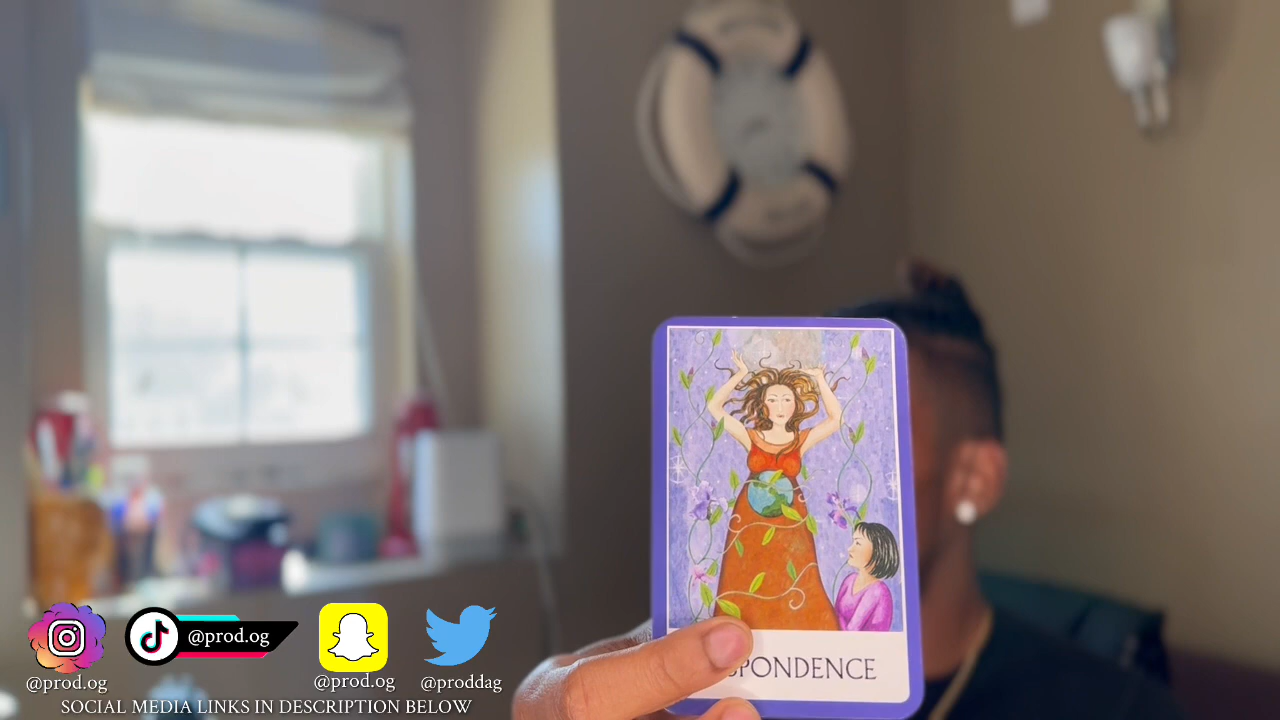 SPONDENCE
@prod.og
@prod.og
@prod.og
@proddag
SOCIAL MEDIA LINKS IN DESCRIPTION BELOW